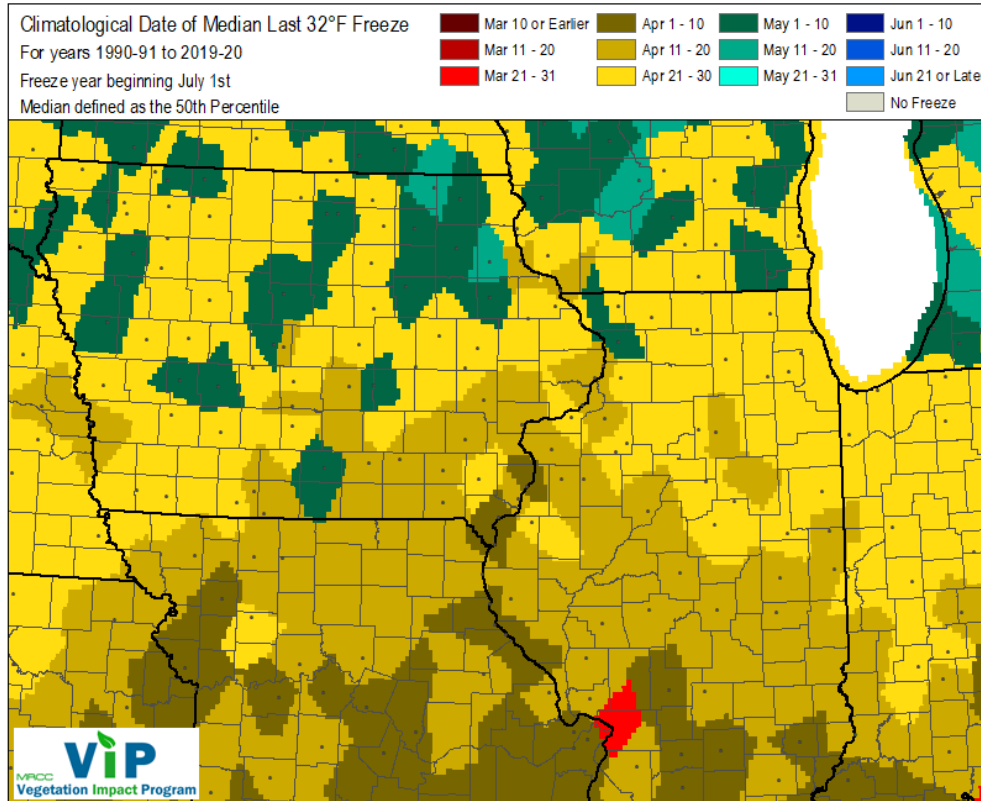 Climatological Date of Median Last 32°F Freeze
For years 1990-91 to 2019-20
Freeze year beginning July 1st
Median defined as the 50th Percentile
Mar 10 or Earlier
Mar 11 - 20
Mar 21 - 31
Apr 1 - 10
Apr 11 - 20
Apr 21 - 30
May 1 - 10
May 11 - 20
May 21 - 31
Jun 1 - 10
Jun 11 - 20
Jun 21 or Late
No Freeze
MRCC
ViP
Vegetation Impact Program